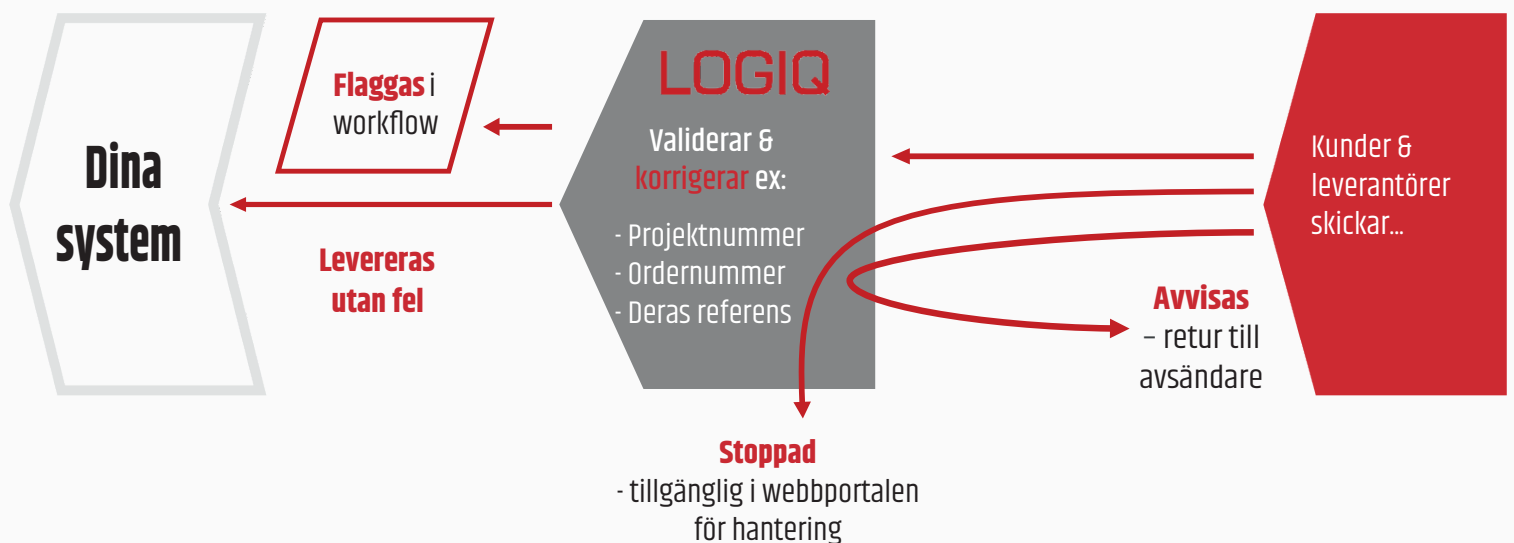 Dina
system
Flaggas i
workflow
Levereras
utan fel
LOGIQ
Validerar &
korrigerar ex:
- Projektnummer
- Ordernummer
- Deras referens
Stoppad
- tillgänglig i webbportalen
för hantering
Avvisas
– retur till
avsändare
Kunder &
leverantörer
skickar...